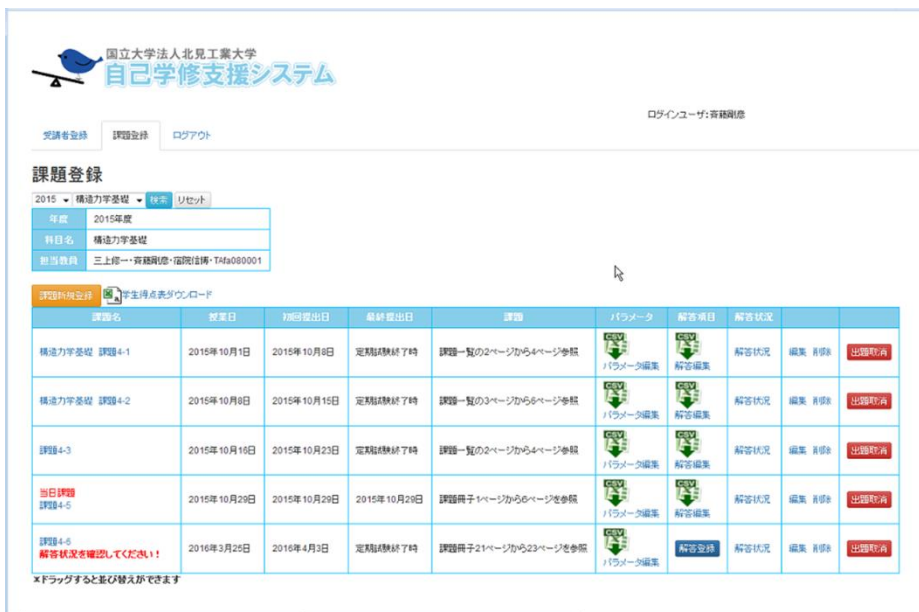 国立大学法人北見工業大学
自己学修支援システム
ログインユーザ:斉藤剛彦
受講者登録 課題登録 ログアウト
課題登録
2015 構造力学基礎 検索 リセット
年度 2015年度
科目名 構造力学基礎
担当教員 三上修一・斉藤剛彦・宿院信博・TAfa080001
課題新規登録 学生得点表ダウンロード
課題名 授業日 初回提出日 最終提出日 課題 パラメータ 解答項目 解答状況
CSV CSV
構造力学基礎 課題4-1 2015年10月1日 2015年10月8日 定期試験終了時 課題一覧の2ページから4ページ参照 パラメータ編集 解答編集 解答状況 編集 削除 出題取消
CSV CSV
構造力学基礎 課題4-2 2015年10月8日 2015年10月15日 定期試験終了時 課題一覧の3ページから6ページ参照 パラメータ編集 解答編集 解答状況 編集 削除 出題取消
CSV CSV
課題4-3 2015年10月16日 2015年10月23日 定期試験終了時 課題一覧の2ページから4ページ参照 パラメータ編集 解答編集 解答状況 編集 削除 出題取消
当日課題 CSV CSV
課題4-5 2015年10月29日 2015年10月29日 2015年10月29日 課題冊子1ページから6ページを参照 パラメータ編集 解答編集 解答状況 編集 削除 出題取消
課題4-6 CSV
解答状況を確認してください! 2016年3月25日 2016年4月3日 定期試験終了時 課題冊子21ページから23ページを参照 パラメータ編集 解答登録 解答状況 編集 削除 出題取消
×ドラッグすると並び替えができます